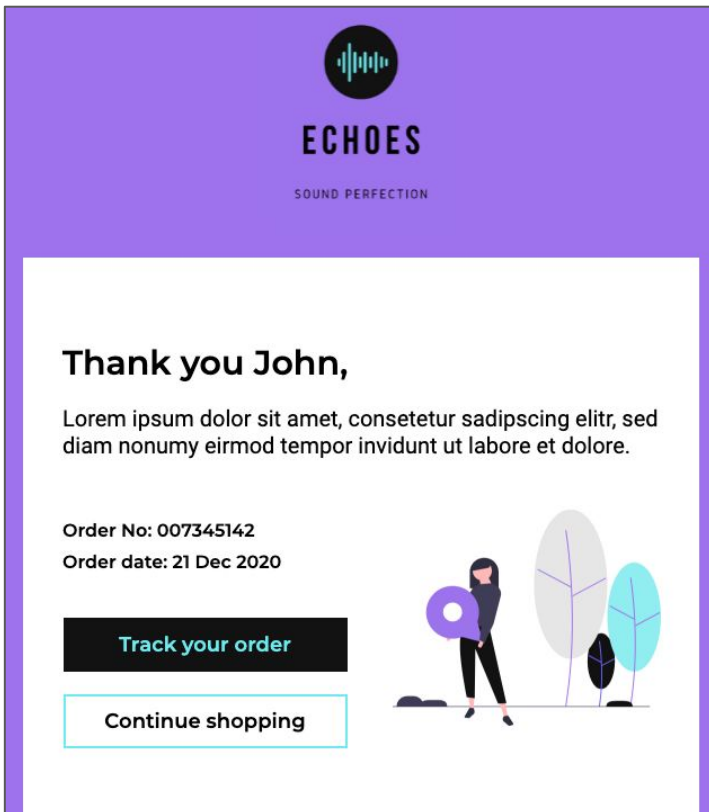 ECHOES
SOUND PERFECTION
Thank you John,
Lorem ipsum dolor sit amet, consetetur sadipscing elitr, sed
diam nonumy eirmod tempor invidunt ut labore et dolore.
Order No: 007345142
Order date: 21 Dec 2020
Track your order
Continue shopping